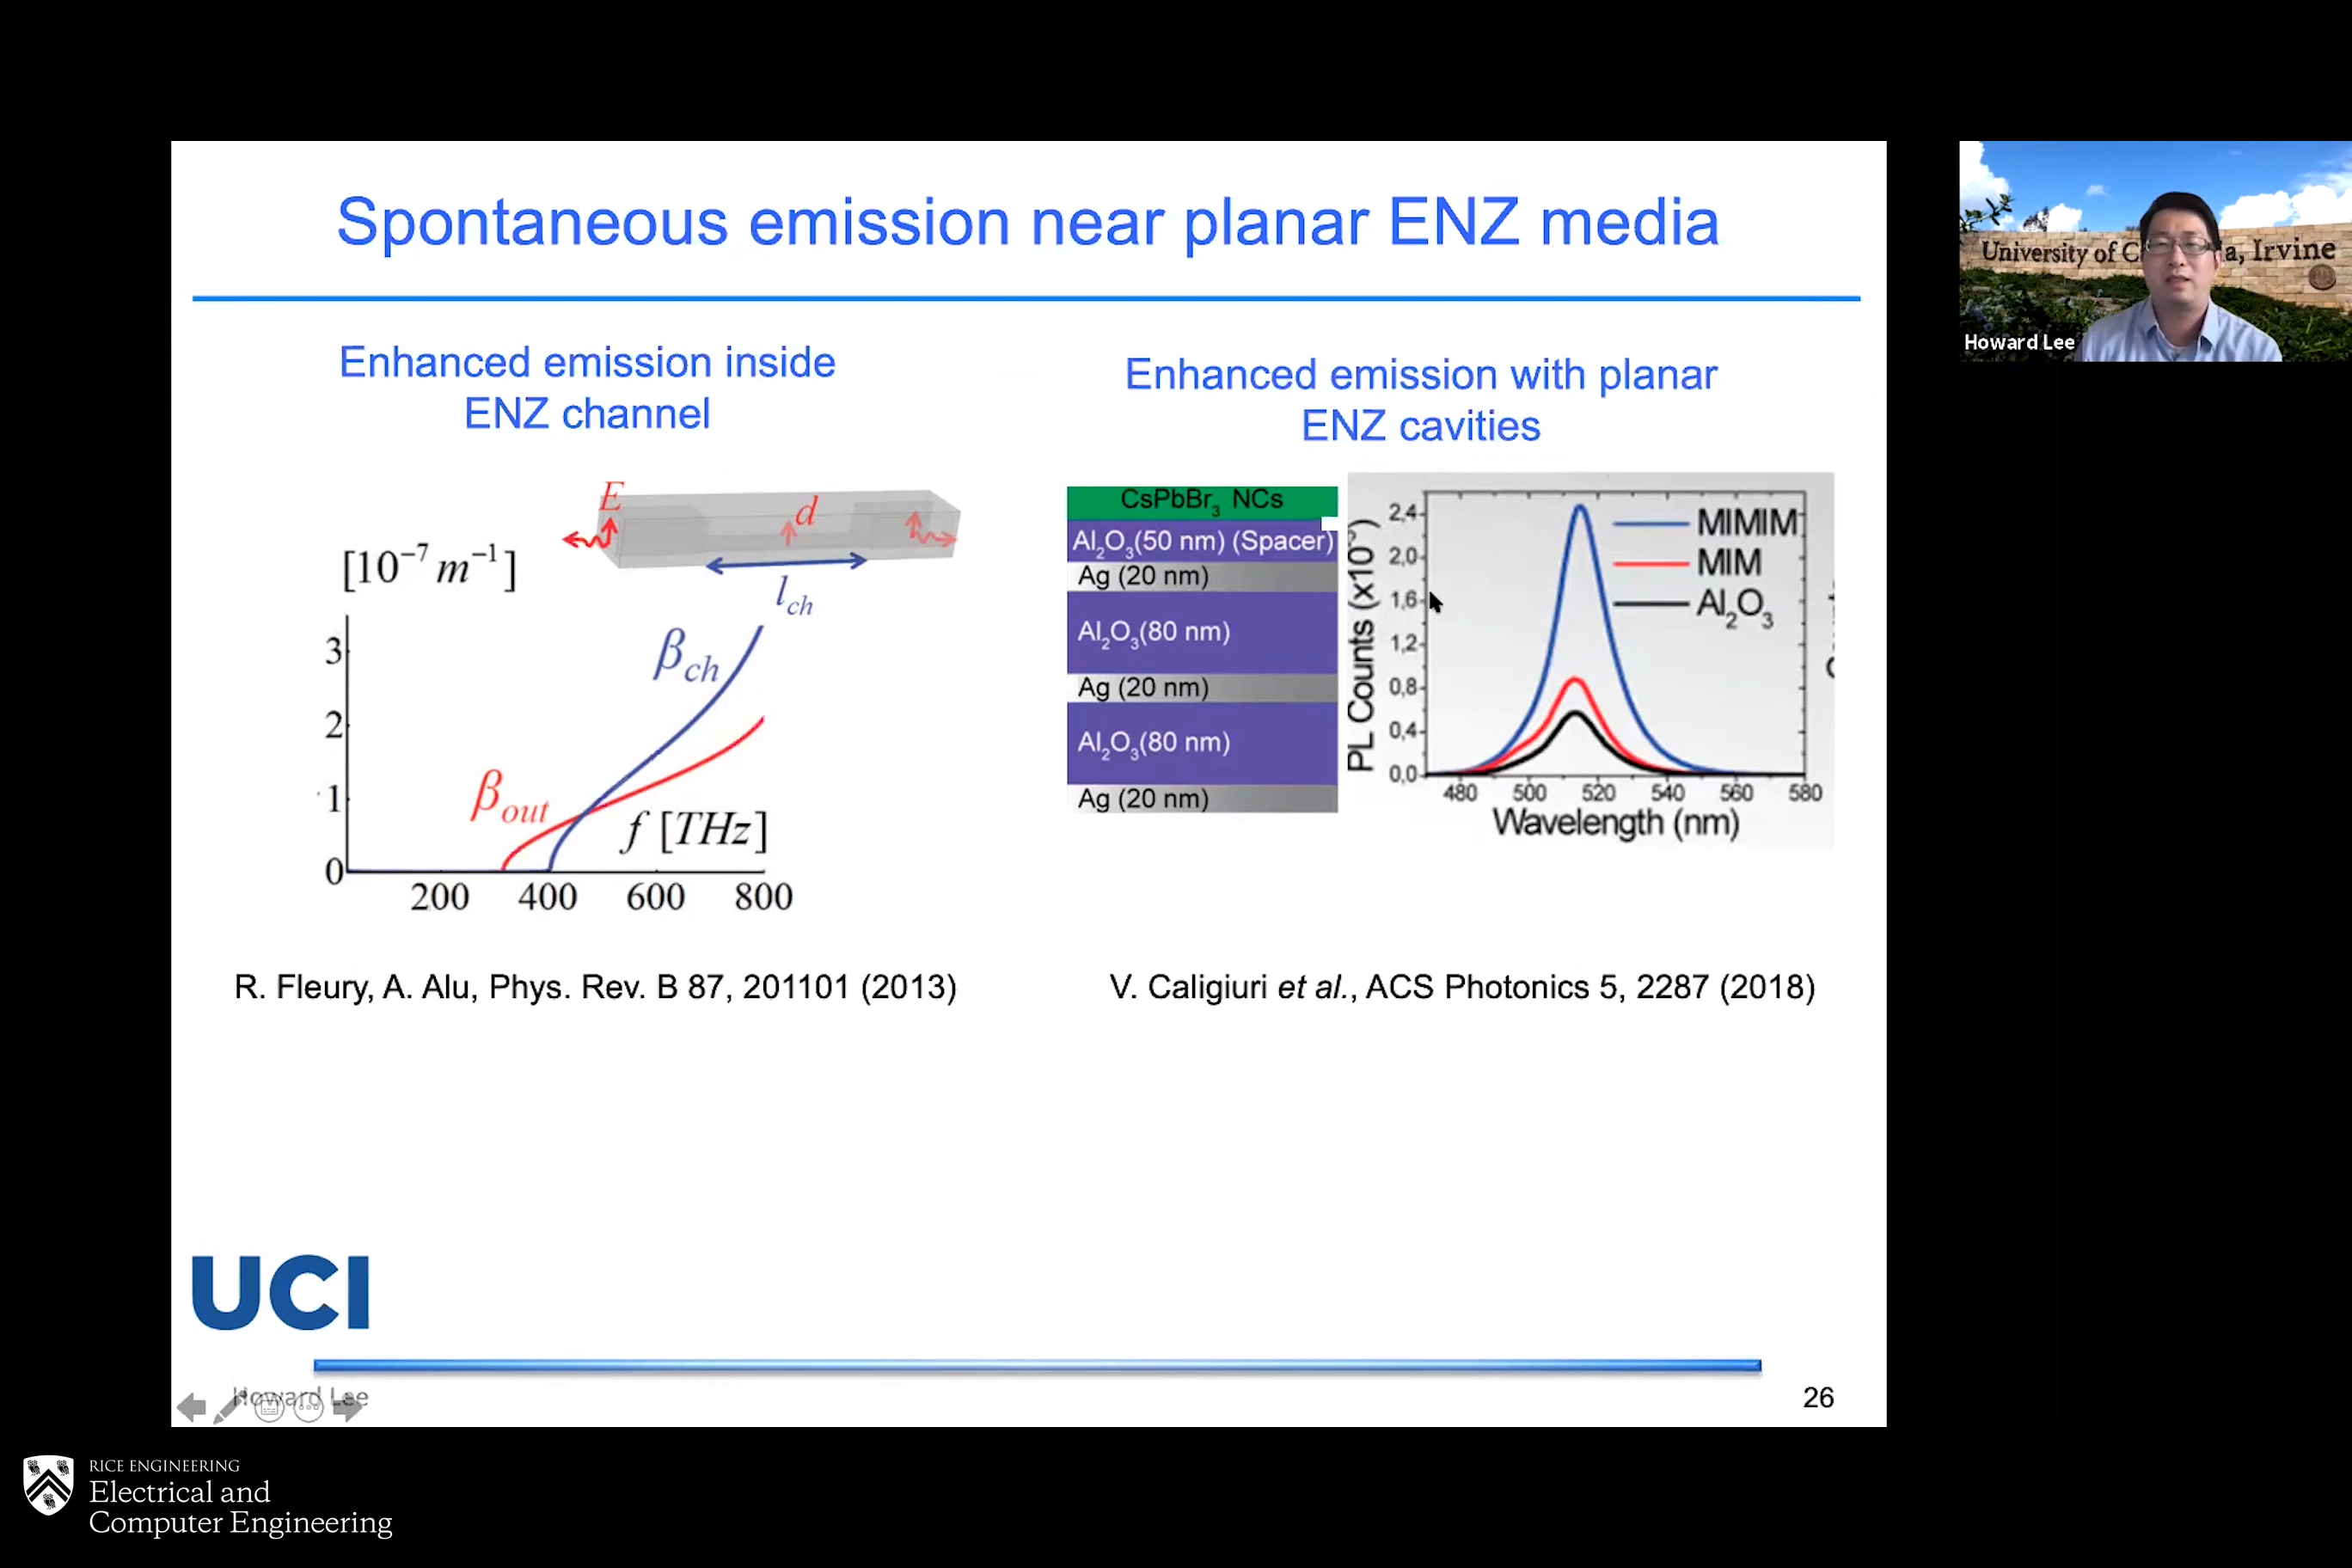 Spontaneous emission near planar ENZ media
Enhanced emission inside
ENZ channel
E
d
l_ch
[10⁻⁷ m⁻¹]
3
2
1
0
β_ch
β_out
f [THz]
200 400 600 800
R. Fleury, A. Alu, Phys. Rev. B 87, 201101 (2013)
Enhanced emission with planar
ENZ cavities
CsPbBr₃ NCs
Al₂O₃(50 nm) (Spacer)
Ag (20 nm)
Al₂O₃(80 nm)
Ag (20 nm)
Al₂O₃(80 nm)
Ag (20 nm)
PL Counts
2,4
2,0
1,6
1,2
0,8
0,4
0,0
MIMIM
MIM
Al₂O₃
480 500 520 540 560 580
Wavelength (nm)
V. Caligiuri et al., ACS Photonics 5, 2287 (2018)
UCI
Howard Lee
26
University of C a, Irvine
Howard Lee
RICE ENGINEERING
Electrical and
Computer Engineering